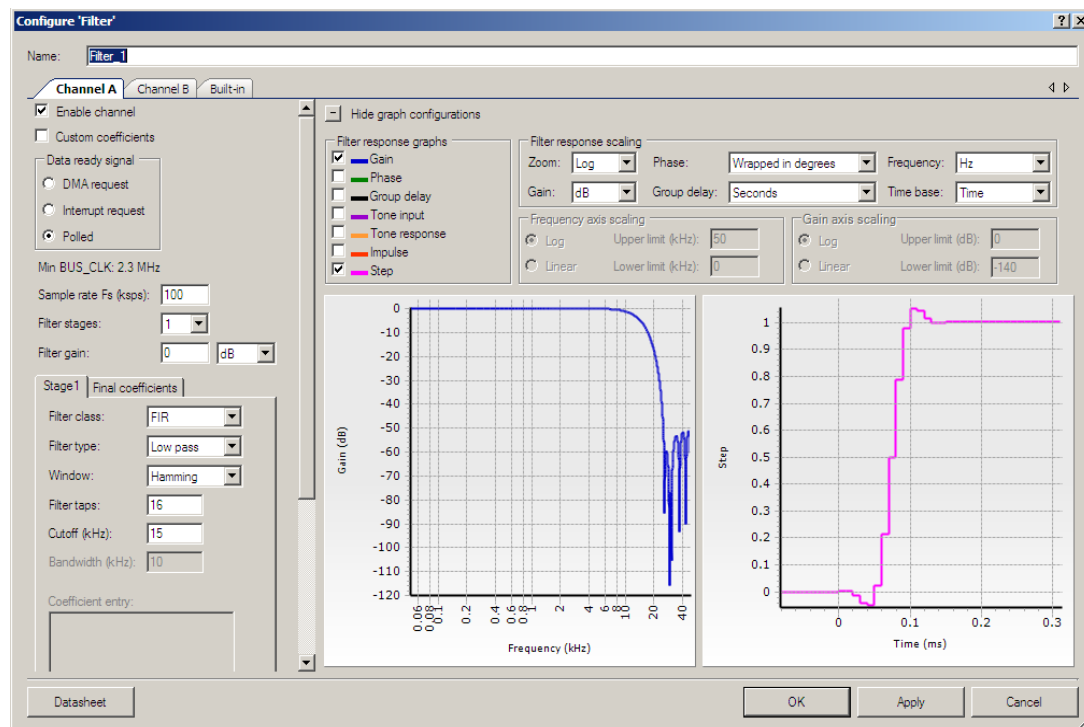 Configure 'Filter'
Name: Filter_1
Channel A Channel B Built-in
Enable channel
Custom coefficients
Data ready signal
DMA request
Interrupt request
Polled
Min BUS_CLK: 2.3 MHz
Sample rate Fs (ksps): 100
Filter stages: 1
Filter gain: 0 dB
Stage1 Final coefficients
Filter class: FIR
Filter type: Low pass
Window: Hamming
Filter taps: 16
Cutoff (kHz): 15
Bandwidth (kHz): 10
Coefficient entry:
Hide graph configurations
Filter response graphs
Gain
Phase
Group delay
Tone input
Tone response
Impulse
Step
Filter response scaling
Zoom: Log Phase: Wrapped in degrees Frequency: Hz
Gain: dB Group delay: Seconds Time base: Time
Frequency axis scaling
Log Upper limit (kHz): 50
Linear Lower limit (kHz): 0
Gain axis scaling
Log Upper limit (dB): 0
Linear Lower limit (dB): -140
Gain (dB)
0
-10
-20
-30
-40
-50
-60
-70
-80
-90
-100
-110
-120
0.06 0.08 0.1 0.2 0.4 0.6 0.8 1 2 4 6 8 10 20 40
Frequency (kHz)
Step
1
0.9
0.8
0.7
0.6
0.5
0.4
0.3
0.2
0.1
0
0 0.1 0.2 0.3
Time (ms)
Datasheet OK Apply Cancel